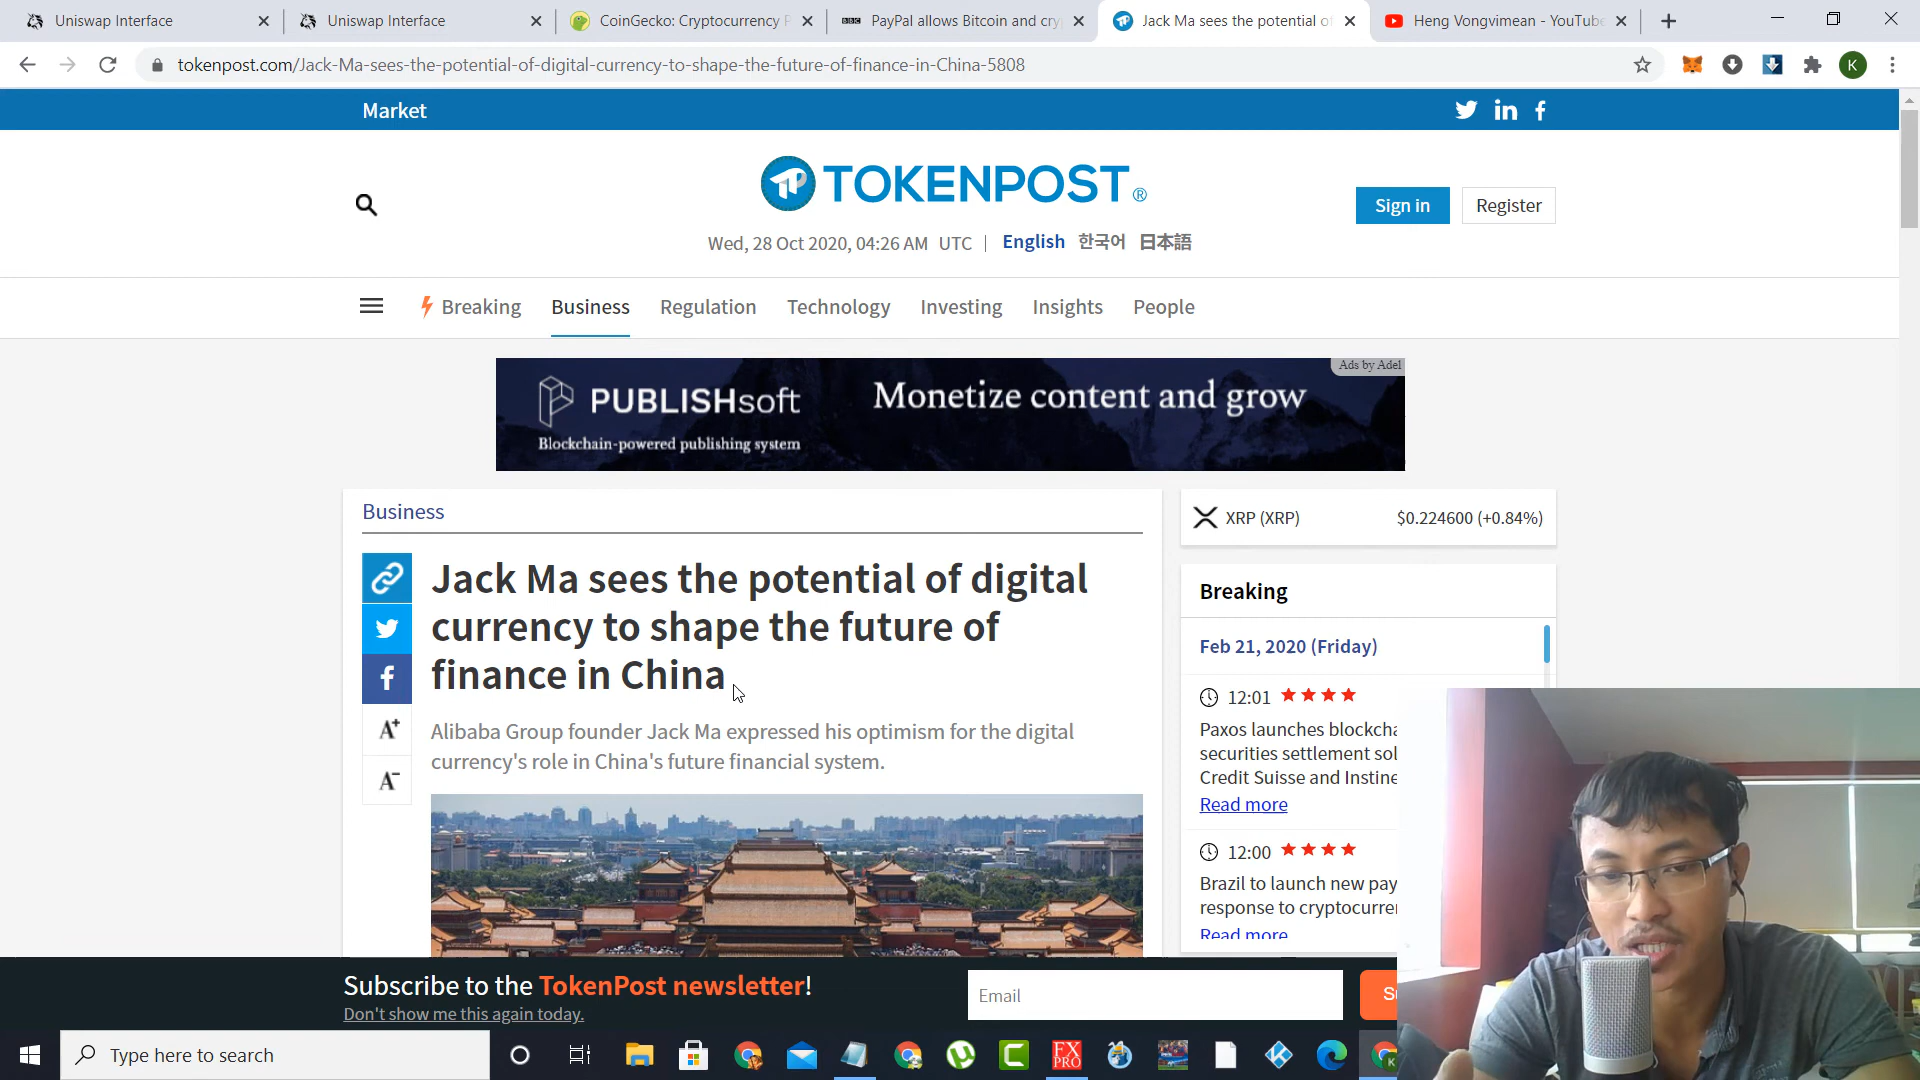 Uniswap Interface
Uniswap Interface
CoinGecko: Cryptocurrency
PayPal allows Bitcoin and cry
Jack Ma sees the potential of
Heng Vongvimean - YouTube
tokenpost.com/Jack-Ma-sees-the-potential-of-digital-currency-to-shape-the-future-of-finance-in-China-5808
K
Market
TOKENPOST®
Sign in
Register
Wed, 28 Oct 2020, 04:26 AM UTC | English 한국어 日本語
Breaking
Business
Regulation
Technology
Investing
Insights
People
Ads by Adel
PUBLISHsoft
Monetize content and grow
Blockchain-powered publishing system
Business
XRP (XRP)
$0.224600 (+0.84%)
Jack Ma sees the potential of digital
currency to shape the future of
finance in China
A+
A-
Alibaba Group founder Jack Ma expressed his optimism for the digital
currency's role in China's future financial system.
Breaking
Feb 21, 2020 (Friday)
12:01
Paxos launches blockcha
securities settlement sol
Credit Suisse and Instine
Read more
12:00
Brazil to launch new pay
response to cryptocurre
Read more
Subscribe to the TokenPost newsletter!
Don't show me this again today.
Email
Type here to search
FX
PRO